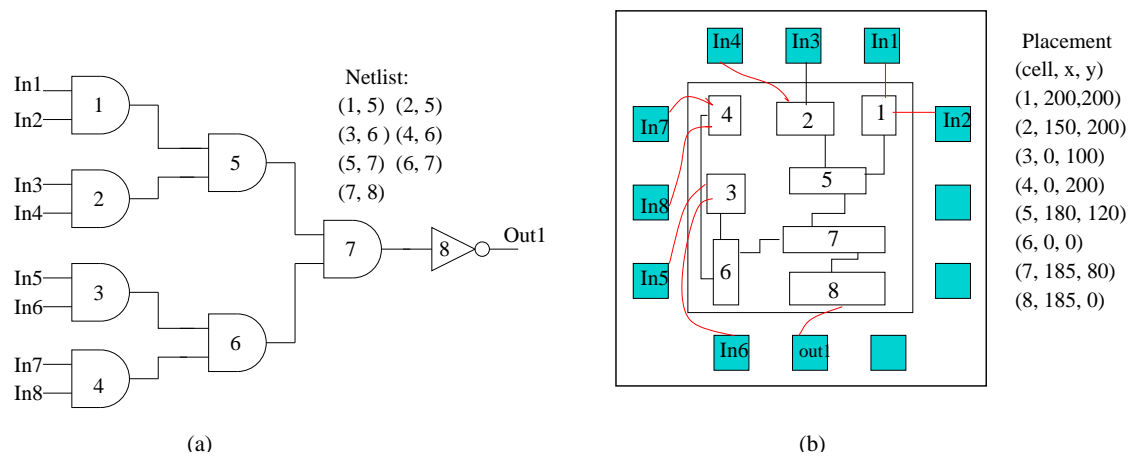 In1
In2
1
In3
In4
2
5
In5
In6
3
In7
In8
4
6
7
8
Out1
Netlist:
(1, 5) (2, 5)
(3, 6 ) (4, 6)
(5, 7) (6, 7)
(7, 8)
(a)
In4
In3
In1
In7
4
2
1
In2
In8
3
5
In5
6
7
8
In6
out1
Placement
(cell, x, y)
(1, 200,200)
(2, 150, 200)
(3, 0, 100)
(4, 0, 200)
(5, 180, 120)
(6, 0, 0)
(7, 185, 80)
(8, 185, 0)
(b)